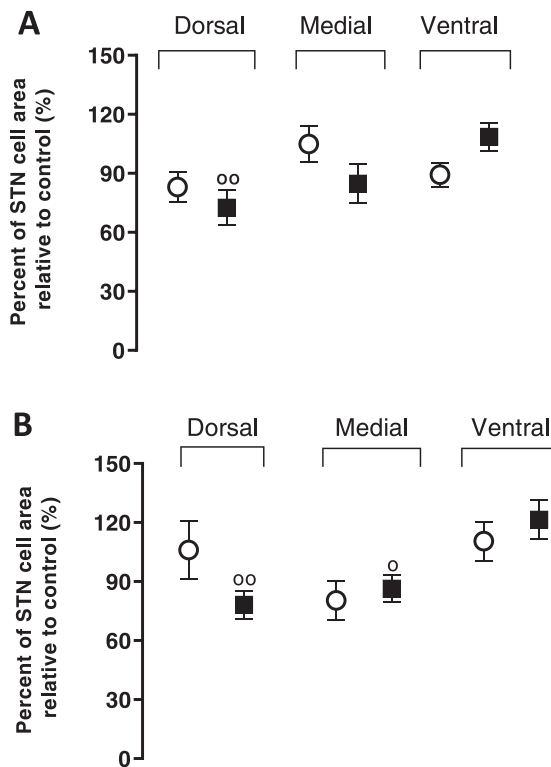 A
Dorsal Medial Ventral
Percent of STN cell area
relative to control (%)
150
120
90
60
30
0
oo
B
Dorsal Medial Ventral
Percent of STN cell area
relative to control (%)
150
120
90
60
30
0
oo
o